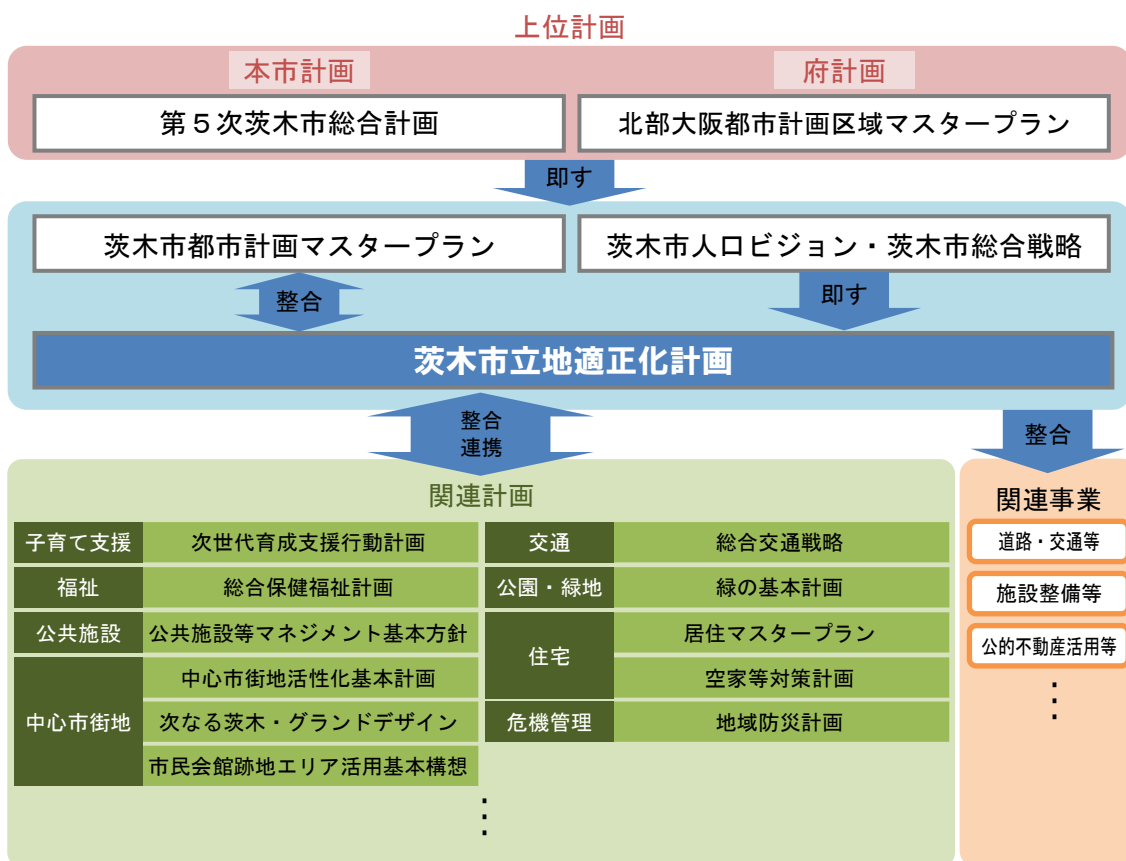 上位計画
本市計画
府計画
第５次茨木市総合計画
北部大阪都市計画区域マスタープラン
即す
茨木市都市計画マスタープラン
茨木市人口ビジョン・茨木市総合戦略
整合
即す
茨木市立地適正化計画
整合
連携
整合
関連計画
子育て支援
次世代育成支援行動計画
福祉
総合保健福祉計画
公共施設
公共施設等マネジメント基本方針
中心市街地
中心市街地活性化基本計画
次なる茨木・グランドデザイン
市民会館跡地エリア活用基本構想
交通
総合交通戦略
公園・緑地
緑の基本計画
住宅
居住マスタープラン
空家等対策計画
危機管理
地域防災計画
⋮
関連事業
道路・交通等
施設整備等
公的不動産活用等
⋮